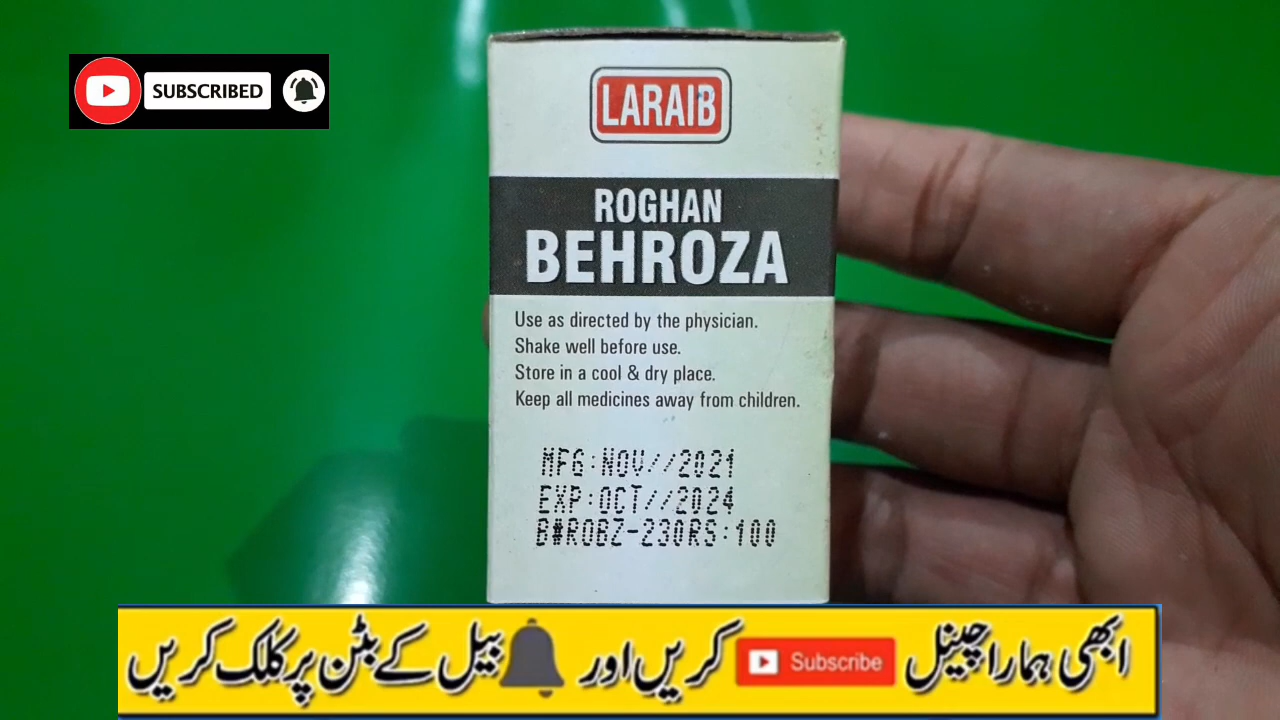 SUBSCRIBED
LARAIB
ROGHAN
BEHROZA
Use as directed by the physician.
Shake well before use.
Store in a cool & dry place.
Keep all medicines away from children.
MFG:NOV//2021
EXP:OCT//2024
B#ROBZ-230RS:100
ابھی ہمارا چینل Subscribe کریں اور بیل کے بٹن پر کلک کریں